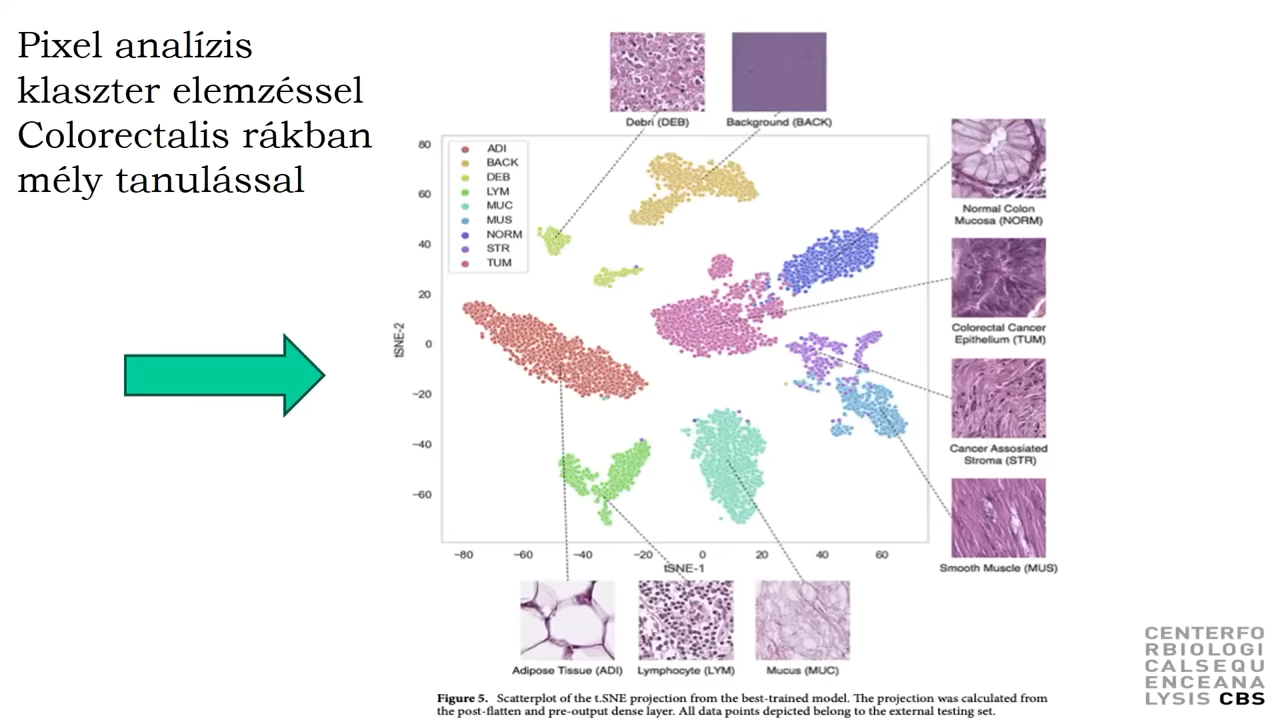 Pixel analízis
klaszter elemzéssel
Colorectalis rákban
mély tanulással
Debri (DEB)
Background (BACK)
80
60
40
20
0
−20
−40
−60
tSNE-2
ADI
BACK
DEB
LYM
MUC
MUS
NORM
STR
TUM
Normal Colon
Mucosa (NORM)
Colorectal Cancer
Epithelium (TUM)
Cancer Assosiated
Stroma (STR)
Smooth Muscle (MUS)
−80
−60
−40
−20
0
20
40
60
tSNE-1
Adipose Tissue (ADI)
Lymphocyte (LYM)
Mucus (MUC)
Figure 5. Scatterplot of the t.SNE projection from the best-trained model. The projection was calculated from
the post-flatten and pre-output dense layer. All data points depicted belong to the external testing set.
CENTERFO
RBIOLOGI
CALSEQU
ENCEANA
LYSIS CBS